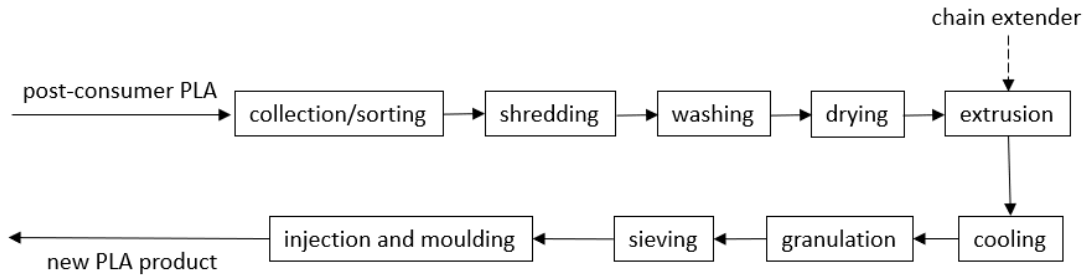 chain extender
post-consumer PLA
collection/sorting
shredding
washing
drying
extrusion
injection and moulding
sieving
granulation
cooling
new PLA product